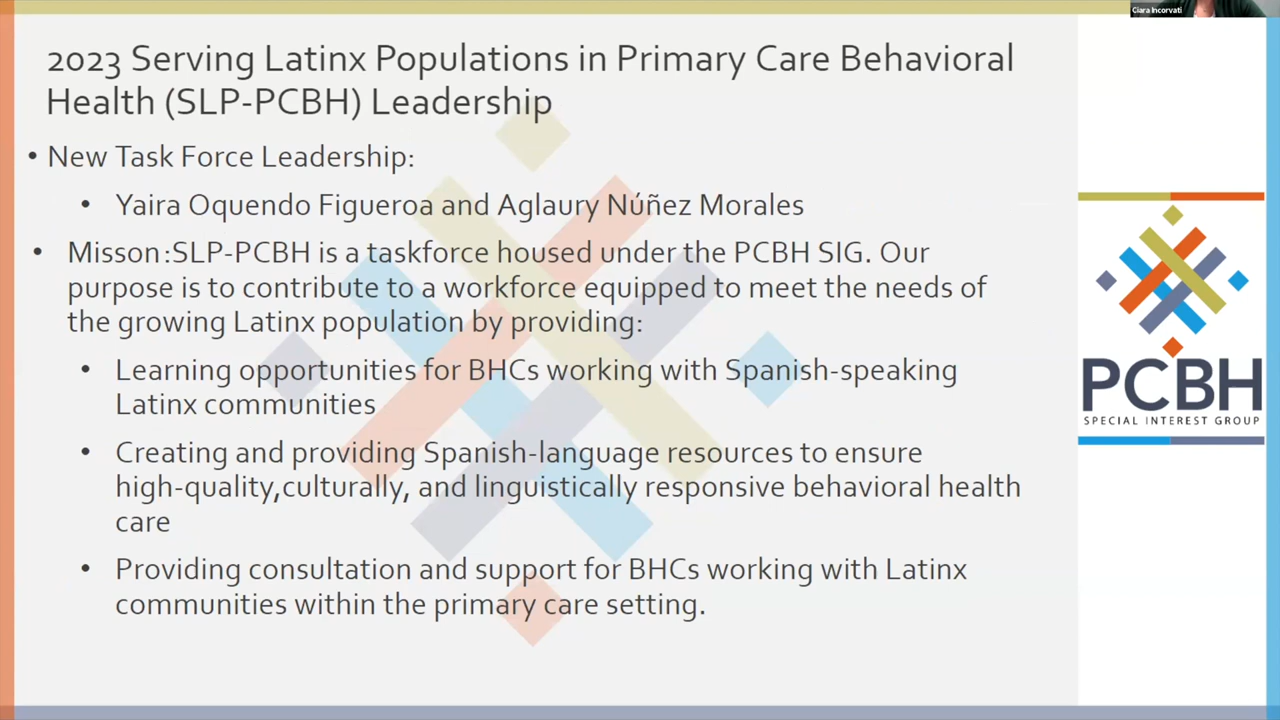 Ciara Incorvati
2023 Serving Latinx Populations in Primary Care Behavioral
Health (SLP-PCBH) Leadership
• New Task Force Leadership:
• Yaira Oquendo Figueroa and Aglaury Núñez Morales
• Misson:SLP-PCBH is a taskforce housed under the PCBH SIG. Our
purpose is to contribute to a workforce equipped to meet the needs of
the growing Latinx population by providing:
• Learning opportunities for BHCs working with Spanish-speaking
Latinx communities
• Creating and providing Spanish-language resources to ensure
high-quality,culturally, and linguistically responsive behavioral health
care
• Providing consultation and support for BHCs working with Latinx
communities within the primary care setting.
PCBH
SPECIAL INTEREST GROUP